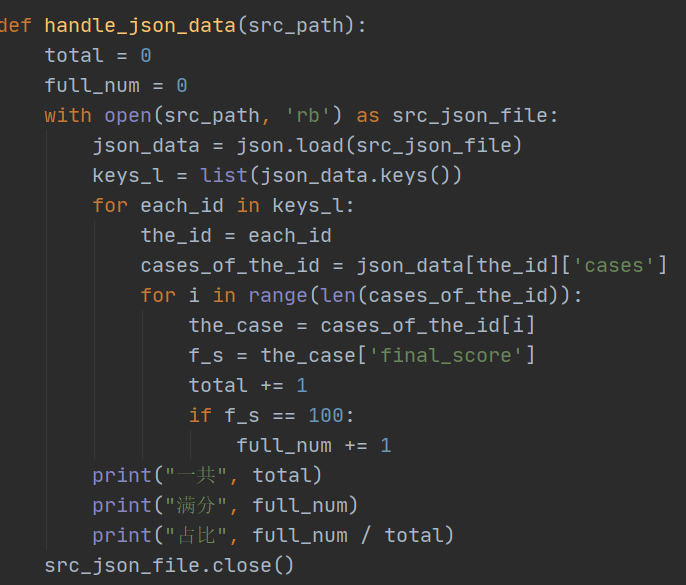 def handle_json_data(src_path):
    total = 0
    full_num = 0
    with open(src_path, 'rb') as src_json_file:
        json_data = json.load(src_json_file)
        keys_l = list(json_data.keys())
        for each_id in keys_l:
            the_id = each_id
            cases_of_the_id = json_data[the_id]['cases']
            for i in range(len(cases_of_the_id)):
                the_case = cases_of_the_id[i]
                f_s = the_case['final_score']
                total += 1
                if f_s == 100:
                    full_num += 1
        print("一共", total)
        print("满分", full_num)
        print("占比", full_num / total)
    src_json_file.close()